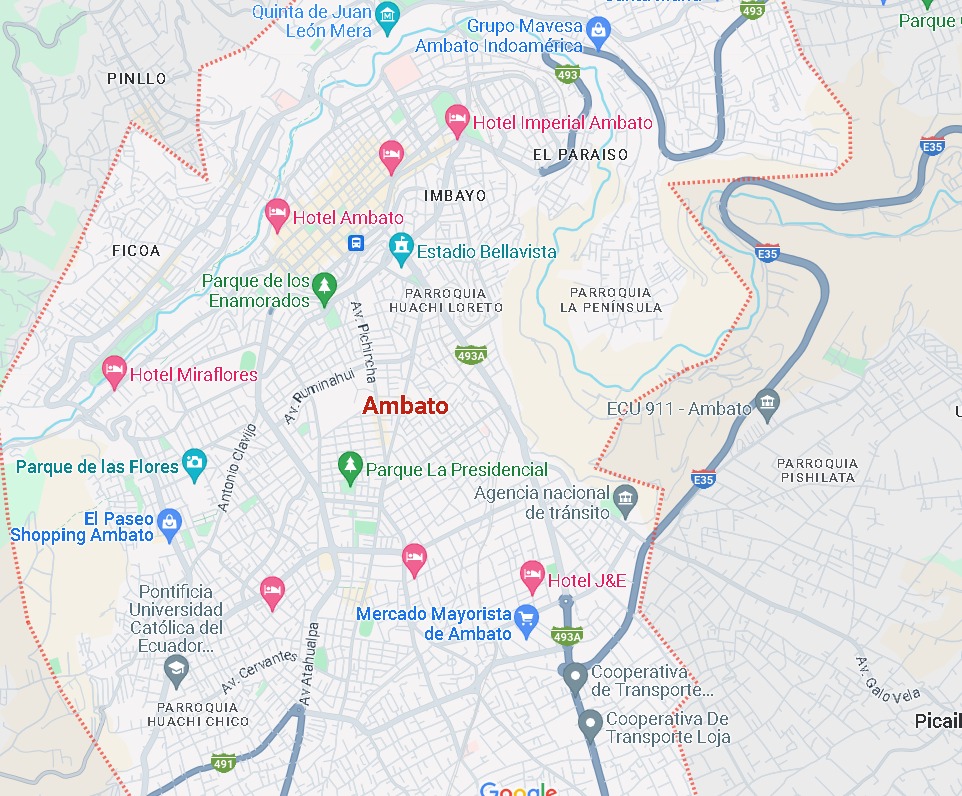 Quinta de Juan
León Mera
Grupo Mavesa
Ambato Indoamérica
493
Parque
PINLLO
493
Hotel Imperial Ambato
EL PARAISO
E35
IMBAYO
Hotel Ambato
FICOA
Estadio Bellavista
E35
Parque de los
Enamorados
PARROQUIA
HUACHI LORETO
PARROQUIA
LA PENÍNSULA
Av. Pichincha
493A
Hotel Miraflores
Av. Rumiñahui
Ambato
ECU 911 - Ambato
Antonio Clavijo
Parque de las Flores
Parque La Presidencial
PARROQUIA
PISHILATA
E35
Agencia nacional
de tránsito
El Paseo
Shopping Ambato
Hotel J&E
Pontificia
Universidad
Católica del
Ecuador...
Mercado Mayorista
de Ambato
493A
Av. Cervantes
Av Atahualpa
Cooperativa
de Transporte...
Av. Galo Vela
PARROQUIA
HUACHI CHICO
Cooperativa De
Transporte Loja
Picail
491
Google